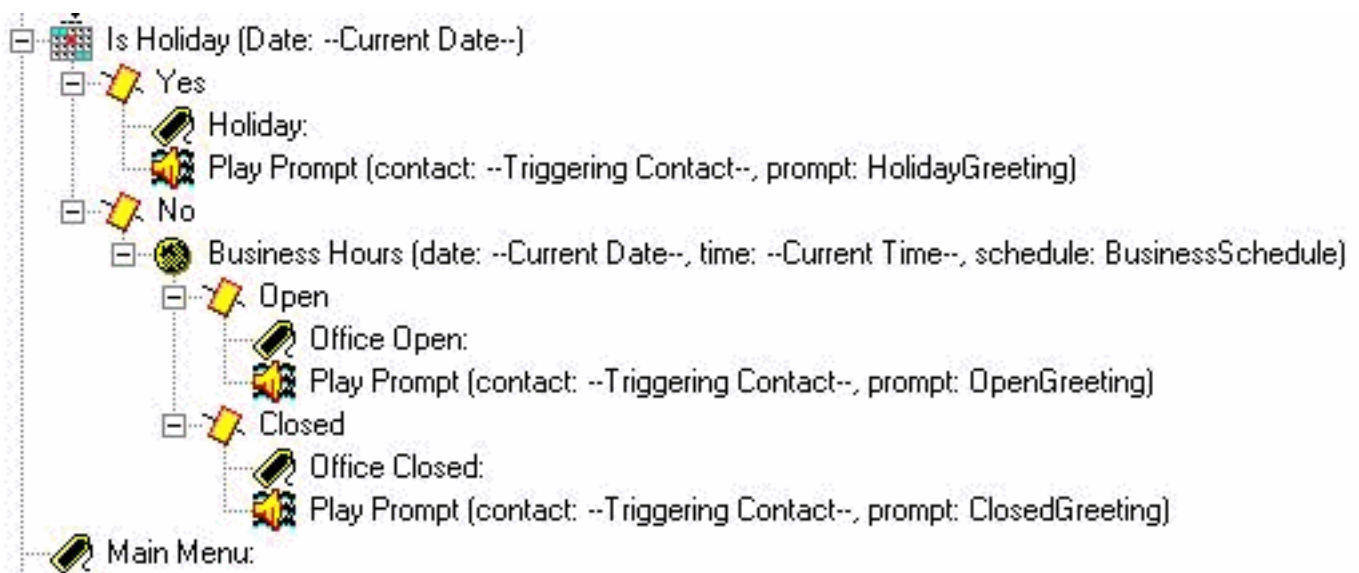 Is Holiday (Date: --Current Date--)
Yes
Holiday:
Play Prompt (contact: --Triggering Contact--, prompt: HolidayGreeting)
No
Business Hours (date: --Current Date--, time: --Current Time--, schedule: BusinessSchedule)
Open
Office Open:
Play Prompt (contact: --Triggering Contact--, prompt: OpenGreeting)
Closed
Office Closed:
Play Prompt (contact: --Triggering Contact--, prompt: ClosedGreeting)
Main Menu: